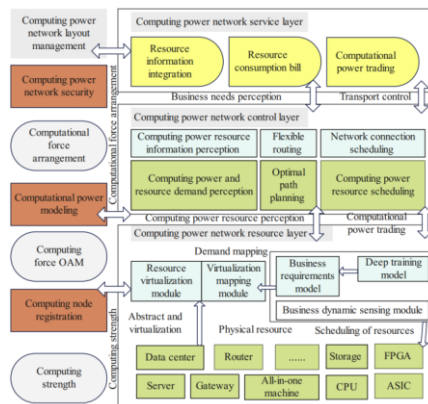 Computing power
network layout
management
Computing power
network security
Computational
force
arrangement
Computational power
modeling
Computing
force OAM
Computing node
registration
Computing
strength
Computational force arrangement
Computing strength
Computing power network service layer
Resource
information
integration
Resource
consumption bill
Computational
power trading
Business needs perception
Transport control
Computing power network control layer
Computing power resource
information perception
Flexible
routing
Network connection
scheduling
Computing power and
resource demand perception
Optimal
path
planning
Computing power
resource scheduling
Computing power resource perception
Computational
power trading
Computing power network resource layer
Demand mapping
Resource
virtualization
module
Virtualization
mapping
module
Business
requirements
model
Deep training
model
Business dynamic sensing module
Abstract and
virtualization
Physical resource
Scheduling of resources
Data center
Router
......
Storage
FPGA
Server
Gateway
All-in-one
machine
CPU
ASIC